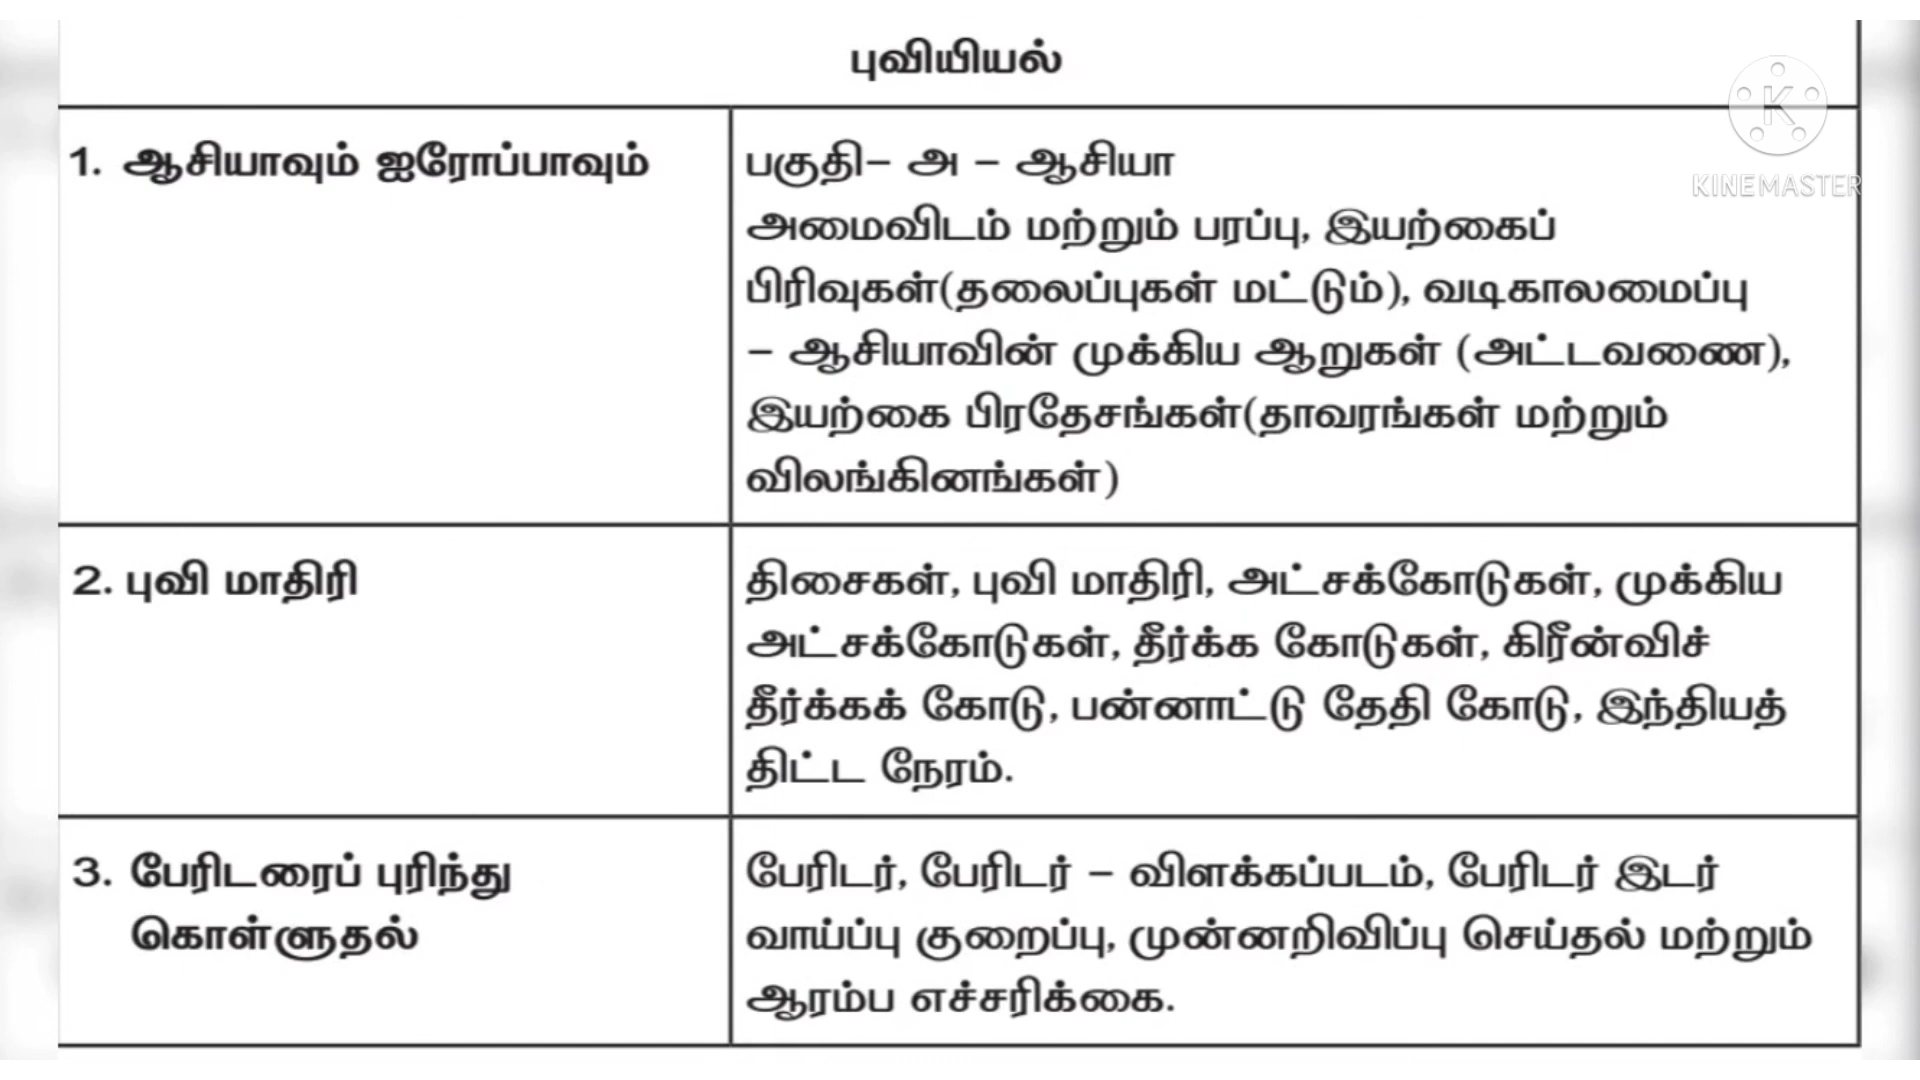 புவியியல்
1. ஆசியாவும் ஐரோப்பாவும்
பகுதி– அ – ஆசியா
அமைவிடம் மற்றும் பரப்பு, இயற்கைப்
பிரிவுகள்(தலைப்புகள் மட்டும்), வடிகாலமைப்பு
– ஆசியாவின் முக்கிய ஆறுகள் (அட்டவணை),
இயற்கை பிரதேசங்கள்(தாவரங்கள் மற்றும்
விலங்கினங்கள்)
2. புவி மாதிரி
திசைகள், புவி மாதிரி, அட்சக்கோடுகள், முக்கிய
அட்சக்கோடுகள், தீர்க்க கோடுகள், கிரீன்விச்
தீர்க்கக் கோடு, பன்னாட்டு தேதி கோடு, இந்தியத்
திட்ட நேரம்.
3. பேரிடரைப் புரிந்து
கொள்ளுதல்
பேரிடர், பேரிடர் – விளக்கப்படம், பேரிடர் இடர்
வாய்ப்பு குறைப்பு, முன்னறிவிப்பு செய்தல் மற்றும்
ஆரம்ப எச்சரிக்கை.
K
KINEMASTER